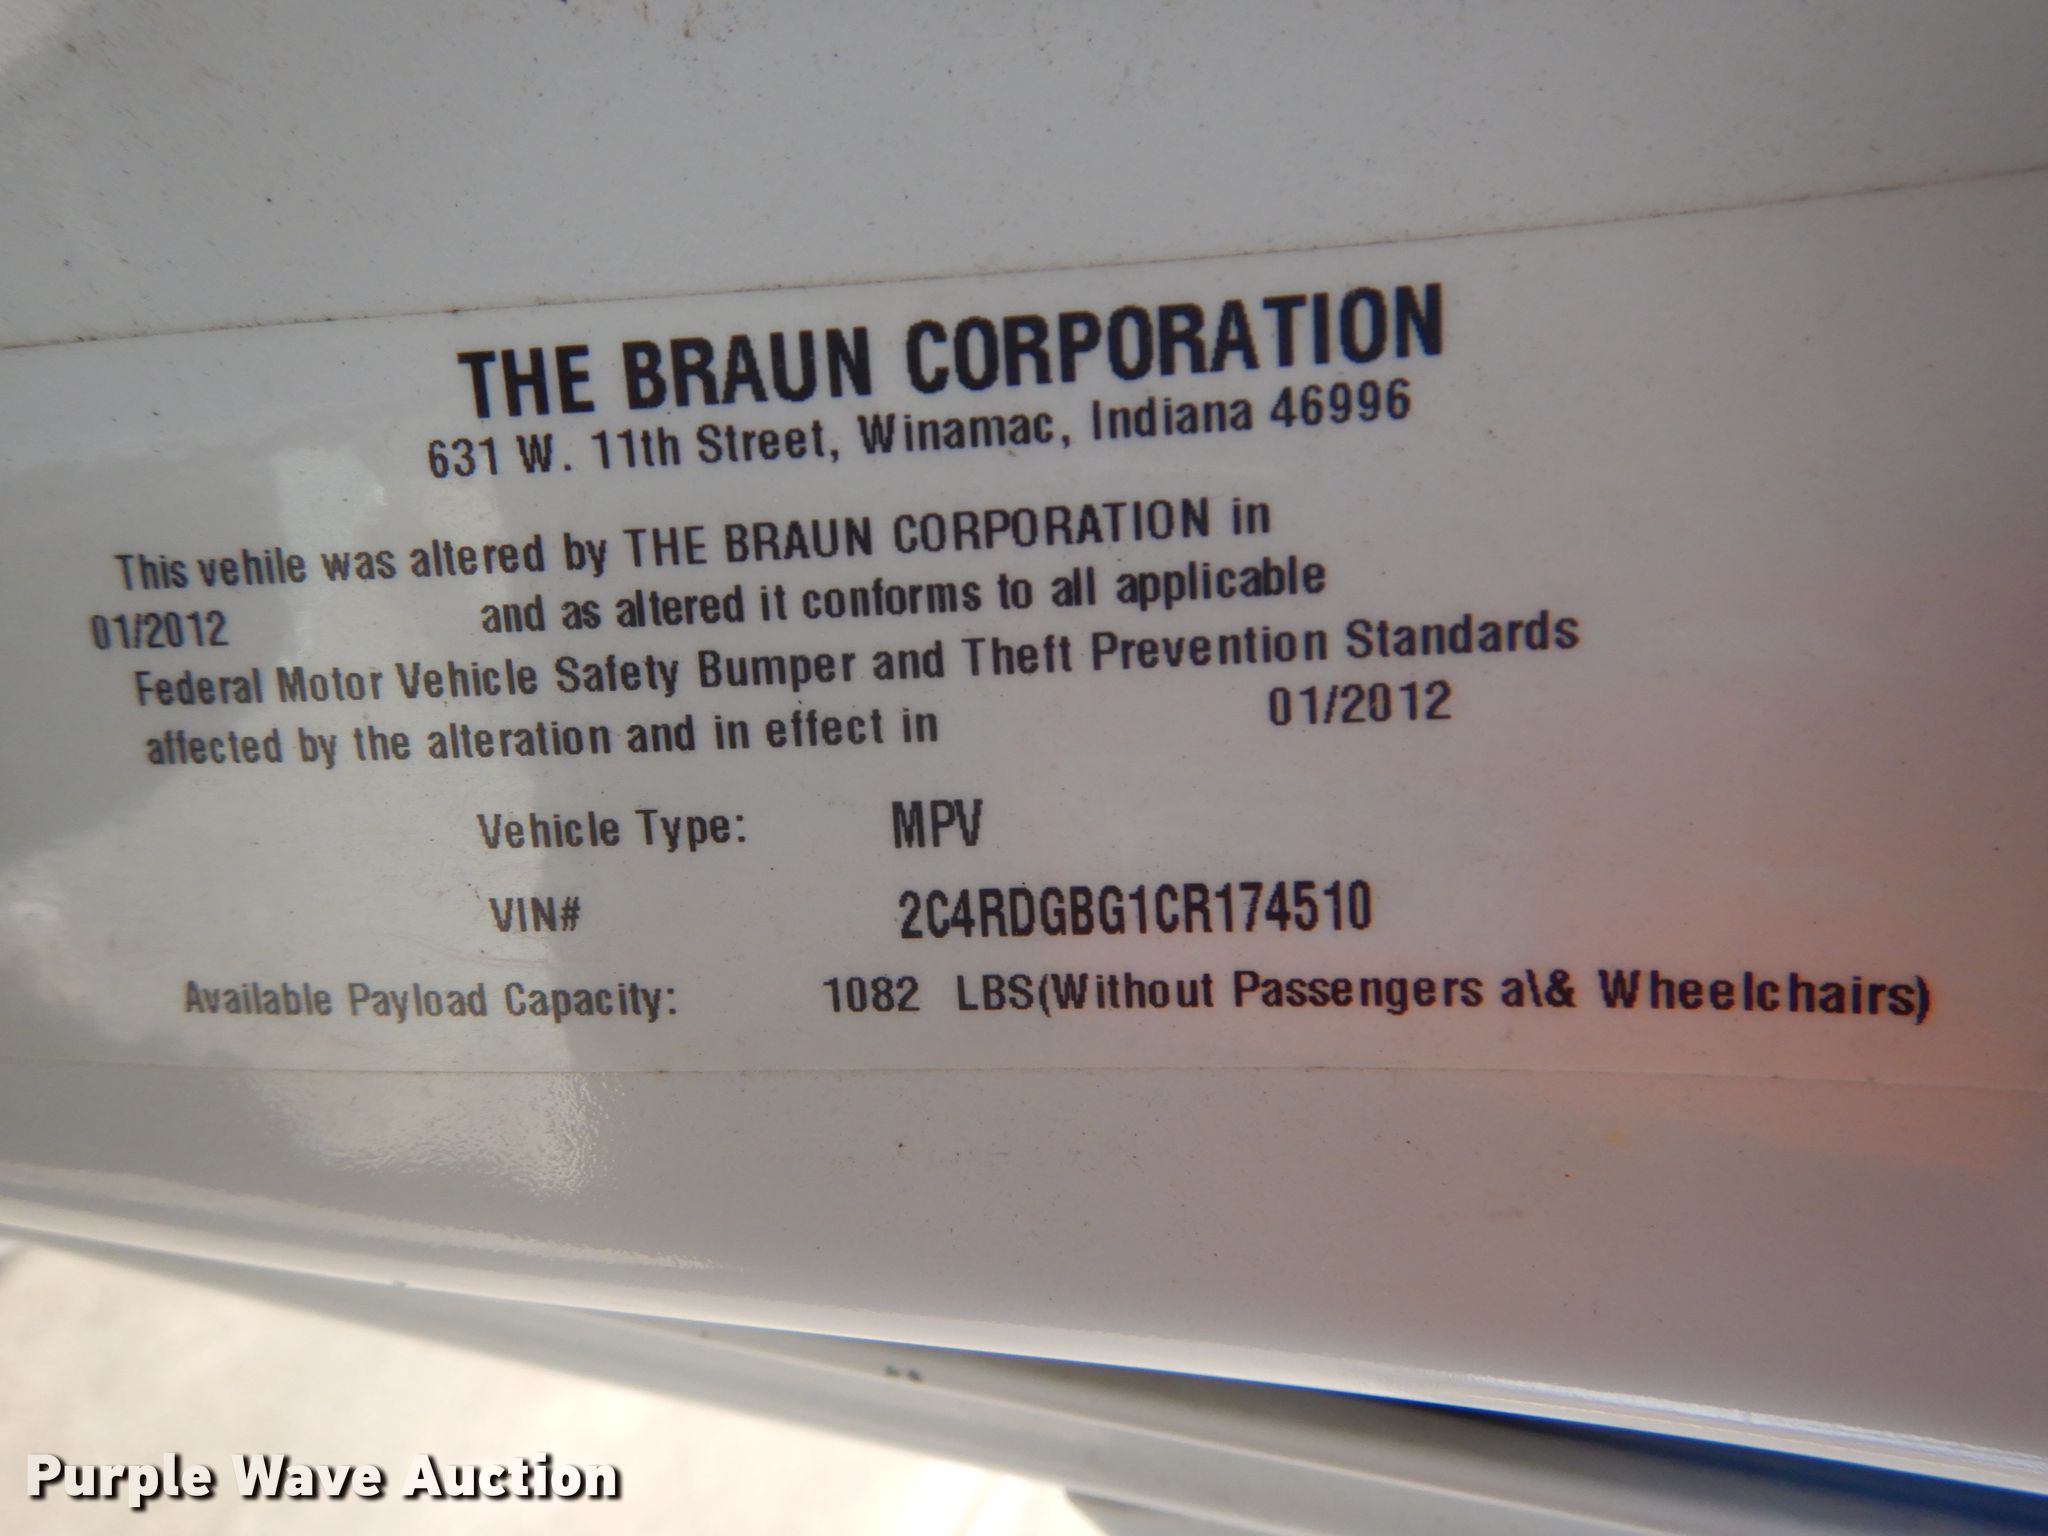 THE BRAUN CORPORATION
631 W. 11th Street, Winamac, Indiana 46996
This vehile was altered by THE BRAUN CORPORATION in
01/2012 and as altered it conforms to all applicable
Federal Motor Vehicle Safety Bumper and Theft Prevention Standards
affected by the alteration and in effect in 01/2012
Vehicle Type: MPV
VIN# 2C4RDGBG1CR174510
Available Payload Capacity: 1082 LBS(Without Passengers a\& Wheelchairs)
Purple Wave Auction